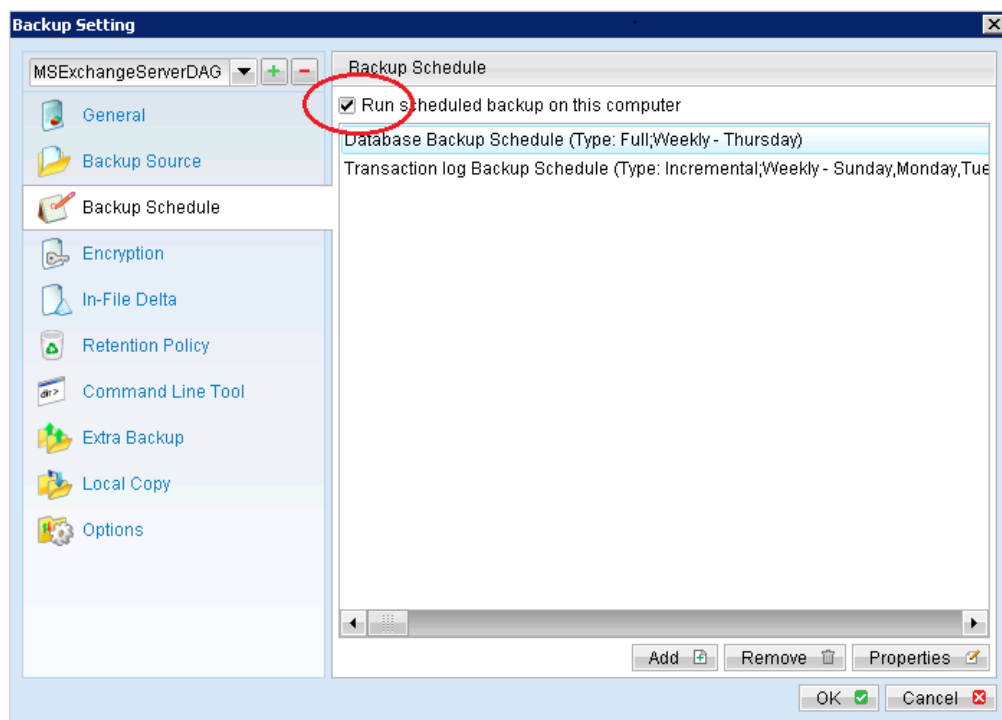 Backup Setting
MSExchangeServerDAG
General
Backup Source
Backup Schedule
Encryption
In-File Delta
Retention Policy
dir>
Command Line Tool
Extra Backup
Local Copy
Options
Backup Schedule
Run scheduled backup on this computer
Database Backup Schedule (Type: Full;Weekly - Thursday)
Transaction log Backup Schedule (Type: Incremental;Weekly - Sunday,Monday,Tue
Add Remove Properties
OK Cancel